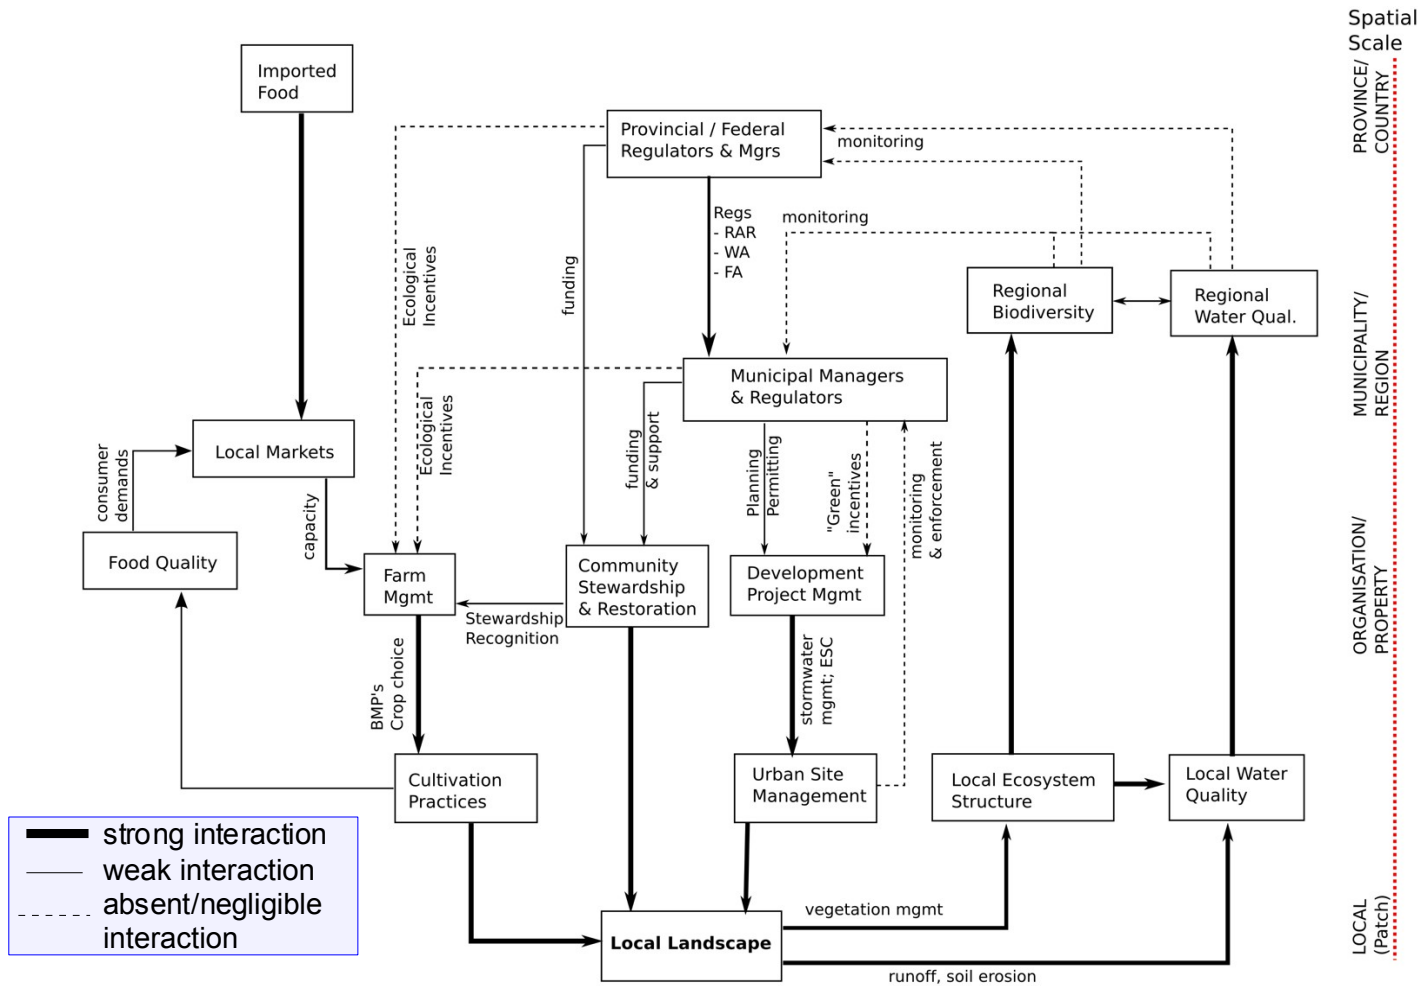 Spatial
Scale
PROVINCE/
COUNTRY
Imported
Food
Provincial / Federal
Regulators & Mgrs
monitoring
Regs
- RAR
- WA
- FA
monitoring
Ecological
Incentives
funding
Regional
Biodiversity
Regional
Water Qual.
MUNICIPALITY/
REGION
Municipal Managers
& Regulators
Local Markets
consumer
demands
capacity
Ecological
Incentives
funding
& support
Planning
Permitting
"Green"
incentives
monitoring
& enforcement
Food Quality
Farm
Mgmt
Community
Stewardship
& Restoration
Development
Project Mgmt
ORGANISATION/
PROPERTY
Stewardship
Recognition
BMP's
Crop choice
stormwater
mgmt; ESC
Cultivation
Practices
Urban Site
Management
Local Ecosystem
Structure
Local Water
Quality
strong interaction
weak interaction
absent/negligible
interaction
Local Landscape
vegetation mgmt
runoff, soil erosion
LOCAL
(Patch)